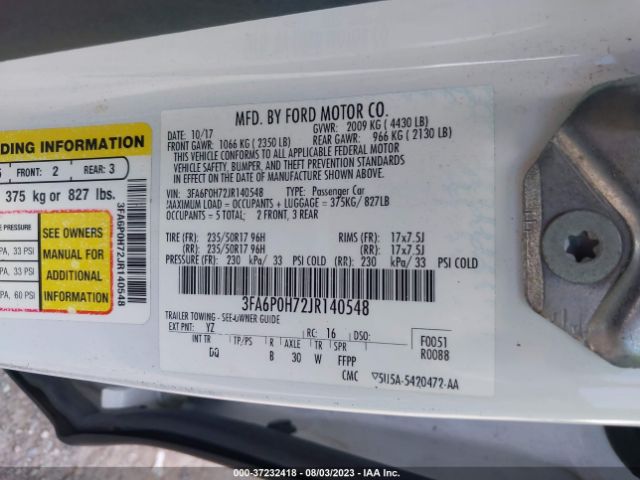 MFD. BY FORD MOTOR CO.
DATE: 10/17 GVWR: 2009 KG ( 4430 LB)
FRONT GAWR: 1066 KG ( 2350 LB) REAR GAWR: 966 KG ( 2130 LB)
THIS VEHICLE CONFORMS TO ALL APPLICABLE FEDERAL MOTOR
VEHICLE SAFETY, BUMPER, AND THEFT PREVENTION STANDARDS
IN EFFECT ON THE DATE OF MANUFACTURE SHOWN ABOVE.
VIN: 3FA6P0H72JR140548 TYPE: Passenger Car
MAXIMUM LOAD = OCCUPANTS + LUGGAGE = 375KG/ 827LB
OCCUPANTS = 5 TOTAL; 2 FRONT, 3 REAR
TIRE (FR): 235/50R17 96H RIMS (FR): 17x7.5J
(RR): 235/50R17 96H (RR): 17x7.5J
PRESSURE (FR): 230 kPa/ 33 PSI COLD (RR): 230 kPa/33 PSI COLD
3FA6P0H72JR140548
TRAILER TOWING - SEE-OWNER GUIDE
EXT PNT: YZ RC: 16 DSO: F0051
INT TR TP/PS R AXLE TR SPR R0088
DQ B 30 W FFPP
CMC 5U5A-5420472-AA
DING INFORMATION
FRONT: 2 REAR: 3
375 kg or 827 lbs.
E PRESSURE
PA, 33 PSI
PA, 33 PSI
PA, 60 PSI
SEE OWNERS
MANUAL FOR
ADDITIONAL
INFORMATION
3FA6P0H72JR140548
000-37232418 - 08/03/2023 - IAA Inc.